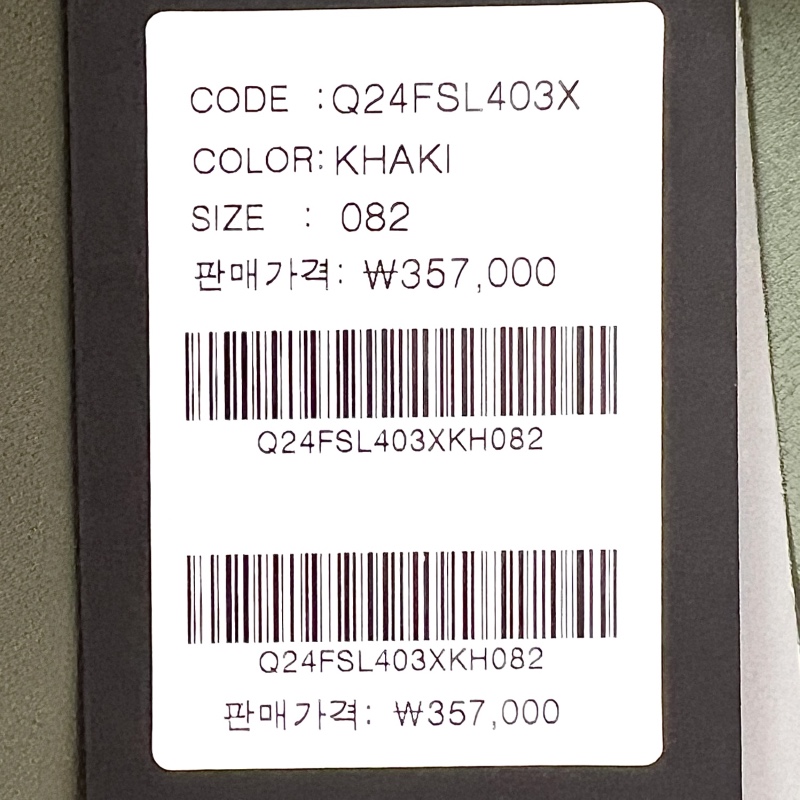 CODE :Q24FSL403X
COLOR: KHAKI
SIZE : 082
판매가격: ₩357,000
Q24FSL403XKH082
Q24FSL403XKH082
판매가격: ₩357,000